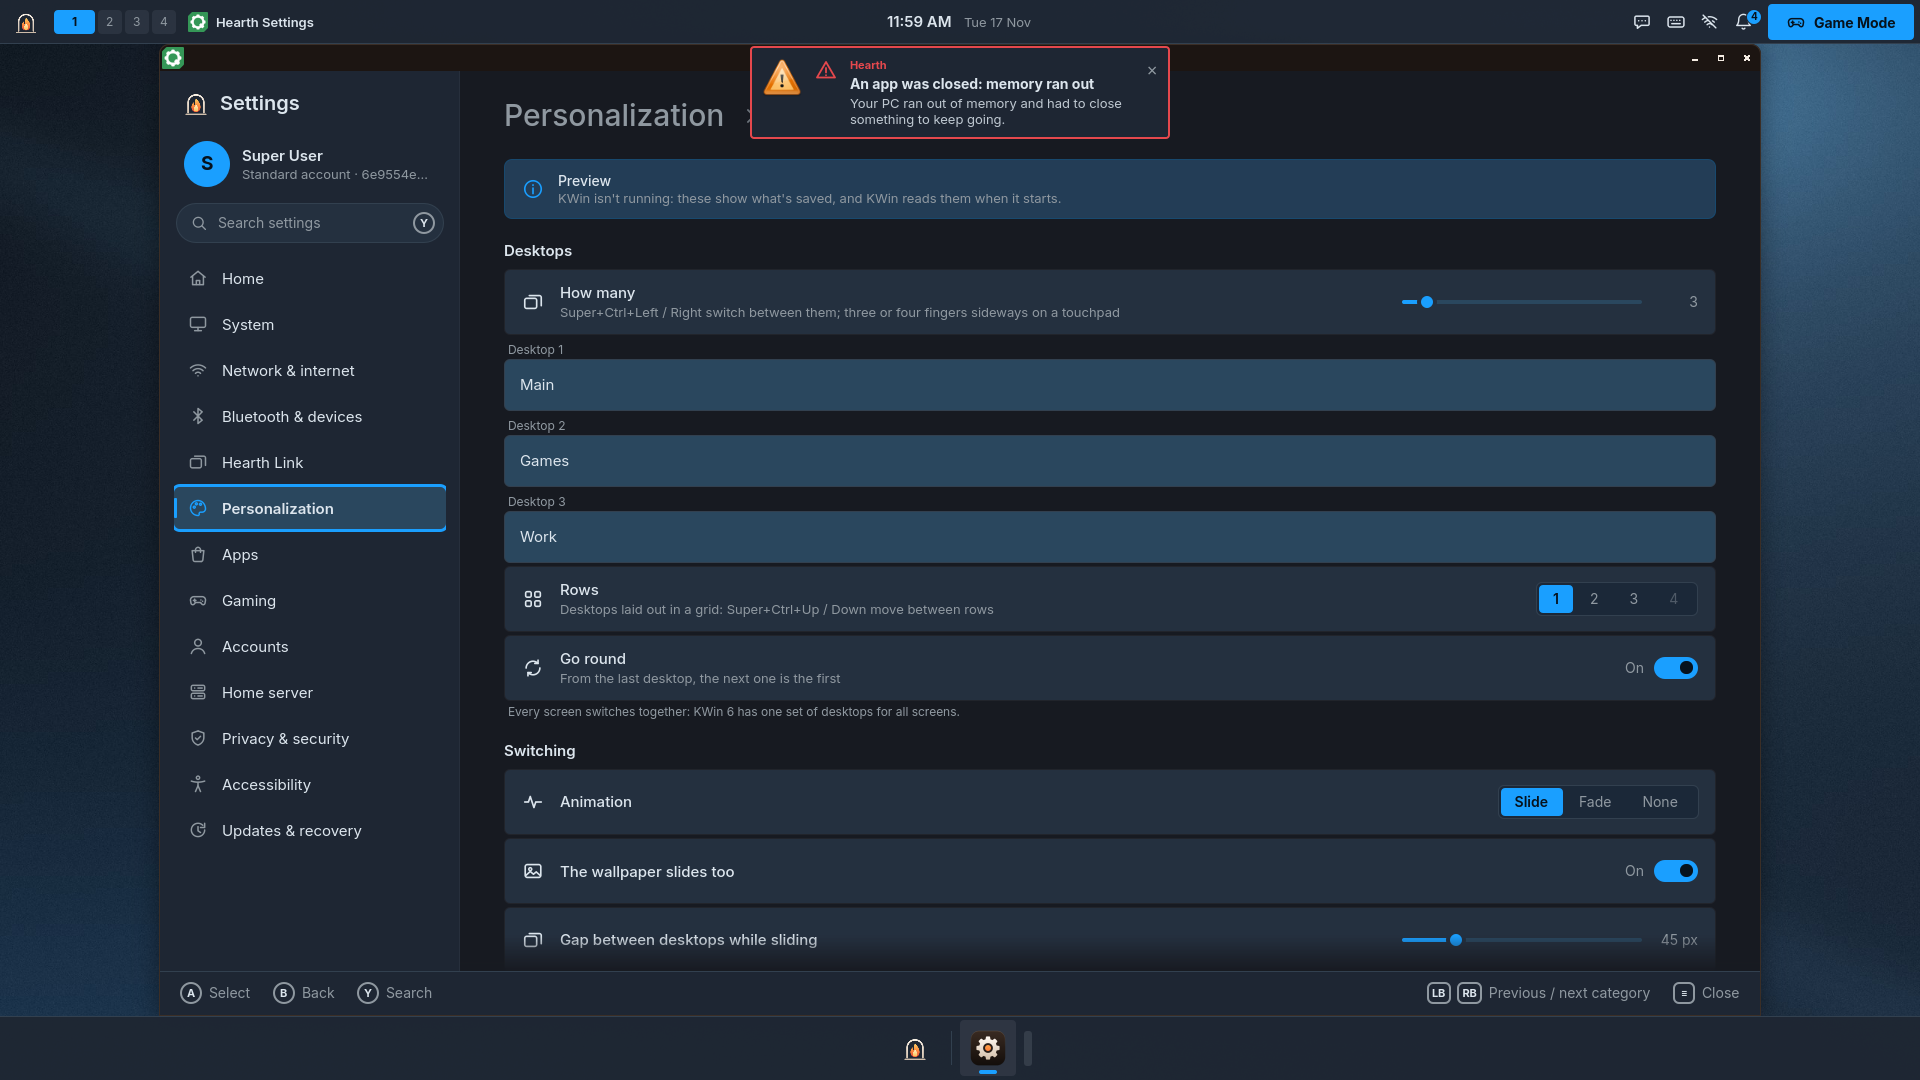 1 2 3 4 Hearth Settings
11:59 AM Tue 17 Nov
4 Game Mode
Hearth
An app was closed: memory ran out
Your PC ran out of memory and had to close
something to keep going.
Settings
S Super User
Standard account · 6e9554e...
Search settings Y
Home
System
Network & internet
Bluetooth & devices
Hearth Link
Personalization
Apps
Gaming
Accounts
Home server
Privacy & security
Accessibility
Updates & recovery
Personalization
Preview
KWin isn't running: these show what's saved, and KWin reads them when it starts.
Desktops
How many
Super+Ctrl+Left / Right switch between them; three or four fingers sideways on a touchpad
3
Desktop 1
Main
Desktop 2
Games
Desktop 3
Work
Rows
Desktops laid out in a grid: Super+Ctrl+Up / Down move between rows
1 2 3 4
Go round
From the last desktop, the next one is the first
On
Every screen switches together: KWin 6 has one set of desktops for all screens.
Switching
Animation
Slide Fade None
The wallpaper slides too
On
Gap between desktops while sliding
45 px
A Select B Back Y Search
LB RB Previous / next category Close